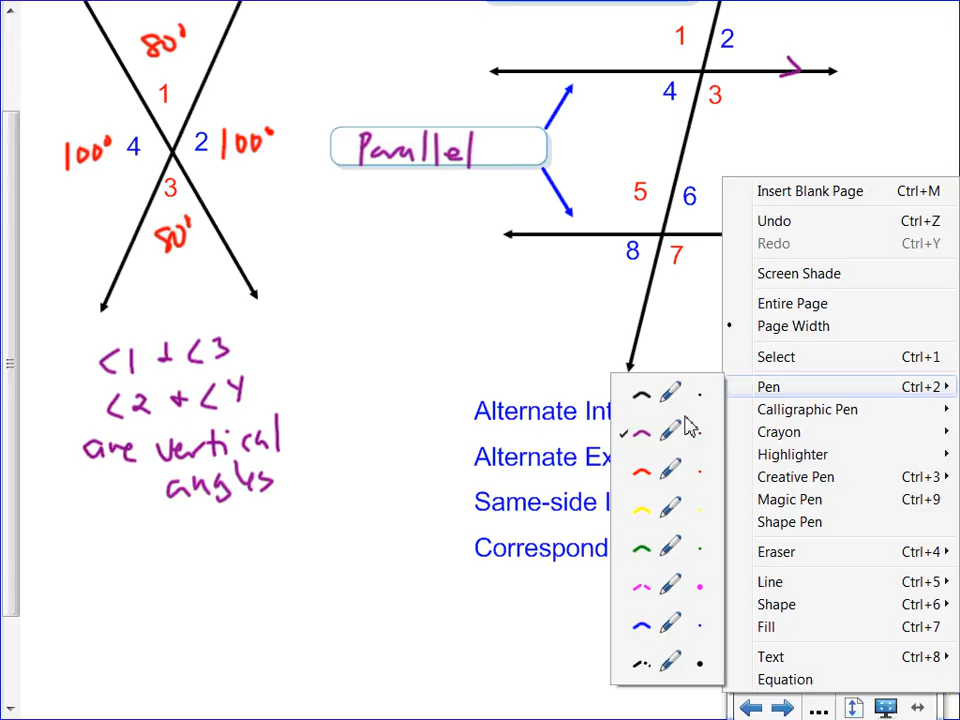 80°
1
100° 4 2 100°
3
80°
<1 + <3
<2 + <4
are vertical
angles
1 2
4 3
Parallel
5 6
8 7
Alternate Int
Alternate Ex
Same-side I
Correspond
Insert Blank Page Ctrl+M
Undo Ctrl+Z
Redo Ctrl+Y
Screen Shade
Entire Page
Page Width
Select Ctrl+1
Pen Ctrl+2
Calligraphic Pen
Crayon
Highlighter
Creative Pen Ctrl+3
Magic Pen Ctrl+9
Shape Pen
Eraser Ctrl+4
Line Ctrl+5
Shape Ctrl+6
Fill Ctrl+7
Text Ctrl+8
Equation